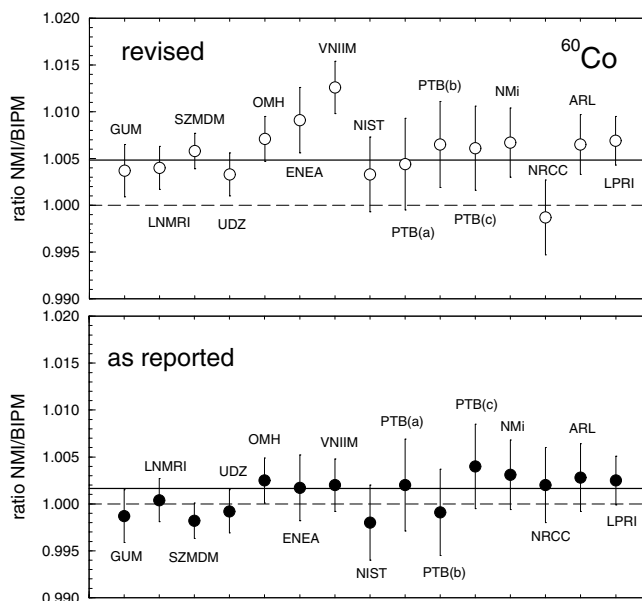 1.020
revised
VNIIM
60Co
1.015
ratio NMI/BIPM
OMH
PTB(b)
NMi
ARL
1.010
GUM
SZMDM
NIST
1.005
ENEA
NRCC
LPRI
1.000
LNMRI
UDZ
PTB(a)
PTB(c)
0.995
0.990
1.020
as reported
1.015
ratio NMI/BIPM
1.010
PTB(c)
PTB(a)
NMi
ARL
OMH
VNIIM
1.005
LNMRI
UDZ
1.000
GUM
SZMDM
ENEA
NRCC
LPRI
0.995
NIST
PTB(b)
0.990